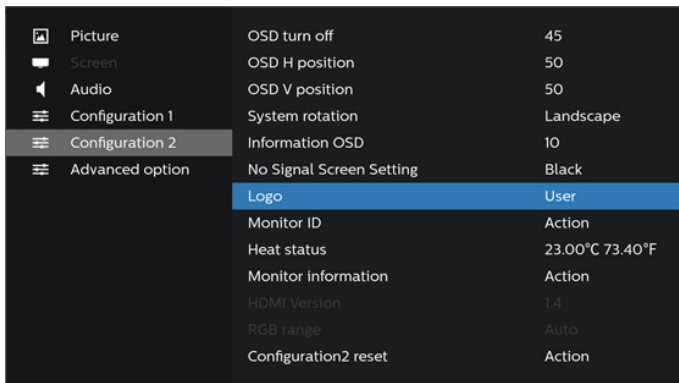 Picture
Screen
Audio
Configuration 1
Configuration 2
Advanced option
OSD turn off 45
OSD H position 50
OSD V position 50
System rotation Landscape
Information OSD 10
No Signal Screen Setting Black
Logo User
Monitor ID Action
Heat status 23.00°C 73.40°F
Monitor information Action
HDMI Version 1.4
RGB range Auto
Configuration2 reset Action